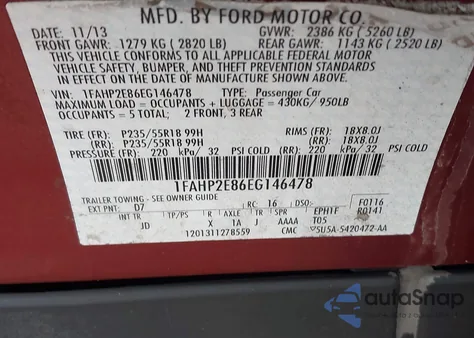 MFD. BY FORD MOTOR CO.
DATE: 11/13 GVWR: 2386 KG ( 5260 LB)
FRONT GAWR: 1279 KG ( 2820 LB) REAR GAWR: 1143 KG ( 2520 LB)
THIS VEHICLE CONFORMS TO ALL APPLICABLE FEDERAL MOTOR
VEHICLE SAFETY, BUMPER, AND THEFT PREVENTION STANDARDS
IN EFFECT ON THE DATE OF MANUFACTURE SHOWN ABOVE.
VIN: 1FAHP2E86EG146478 TYPE: Passenger Car
MAXIMUM LOAD = OCCUPANTS + LUGGAGE = 430KG/ 950LB
OCCUPANTS = 5 TOTAL; 2 FRONT, 3 REAR
TIRE (FR): P235/55R18 99H RIMS (FR): 18X8.0J
(RR): P235/55R18 99H (RR): 18X8.0J
PRESSURE (FR): 220 kPa/ 32 PSI COLD (RR): 220 kPa/ 32 PSI COLD
1FAHP2E86EG146478
TRAILER TOWING - SEE OWNER GUIDE
EXT PNT: D7 RC: 16 DSO: F0116
INT TR TP R AXLE TR SPR EPHTF R0141
JD X TA J AAAA T05
1201311278559 CMC ▽SU5A-5420472-AA
autoSnap